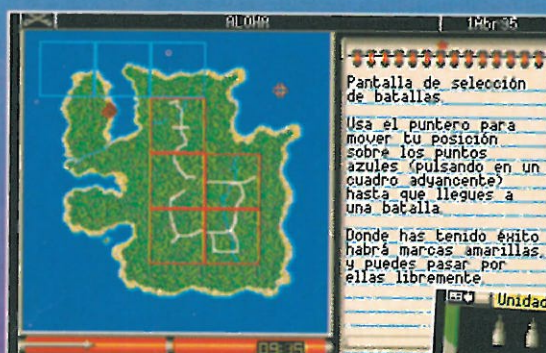 ALOHA
1Abr95
Pantalla de selección
de batallas
Usa el puntero para
mover tu posición
sobre los puntos
azules (pulsando en un
cuadro adyancente)
hasta que llegues a
una batalla
Donde has tenido éxito
habrá marcas amarillas,
y puedes pasar por
ellas libremente
09:35
Unidad